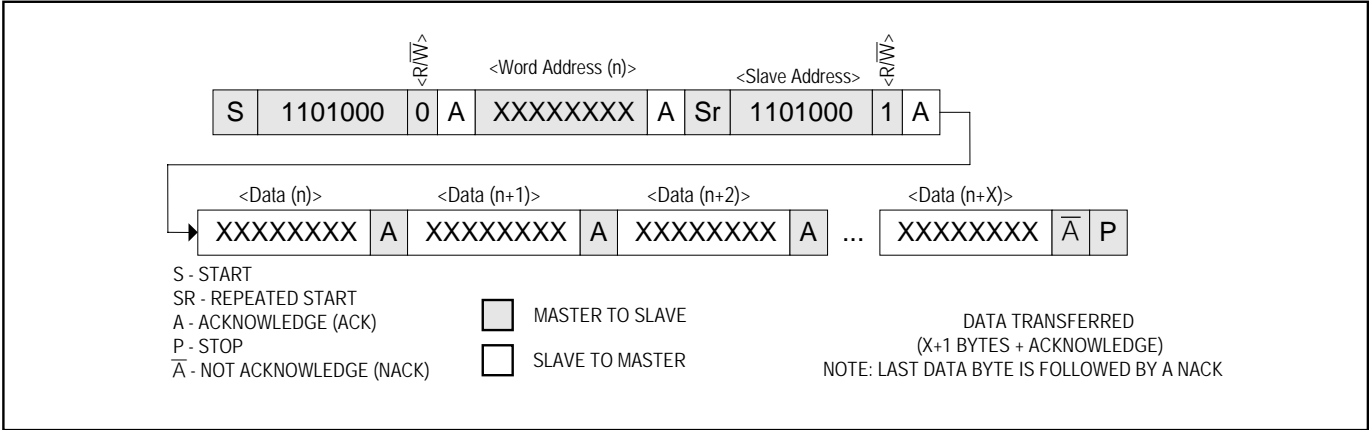 <R/W̅> <Word Address (n)> <Slave Address> <R/W̅>
S 1101000 0 A XXXXXXXX A Sr 1101000 1 A
<Data (n)> <Data (n+1)> <Data (n+2)> <Data (n+X)>
XXXXXXXX A XXXXXXXX A XXXXXXXX A ... XXXXXXXX A̅ P
S - START
SR - REPEATED START
A - ACKNOWLEDGE (ACK)
P - STOP
A̅ - NOT ACKNOWLEDGE (NACK)
MASTER TO SLAVE
SLAVE TO MASTER
DATA TRANSFERRED
(X+1 BYTES + ACKNOWLEDGE)
NOTE: LAST DATA BYTE IS FOLLOWED BY A NACK